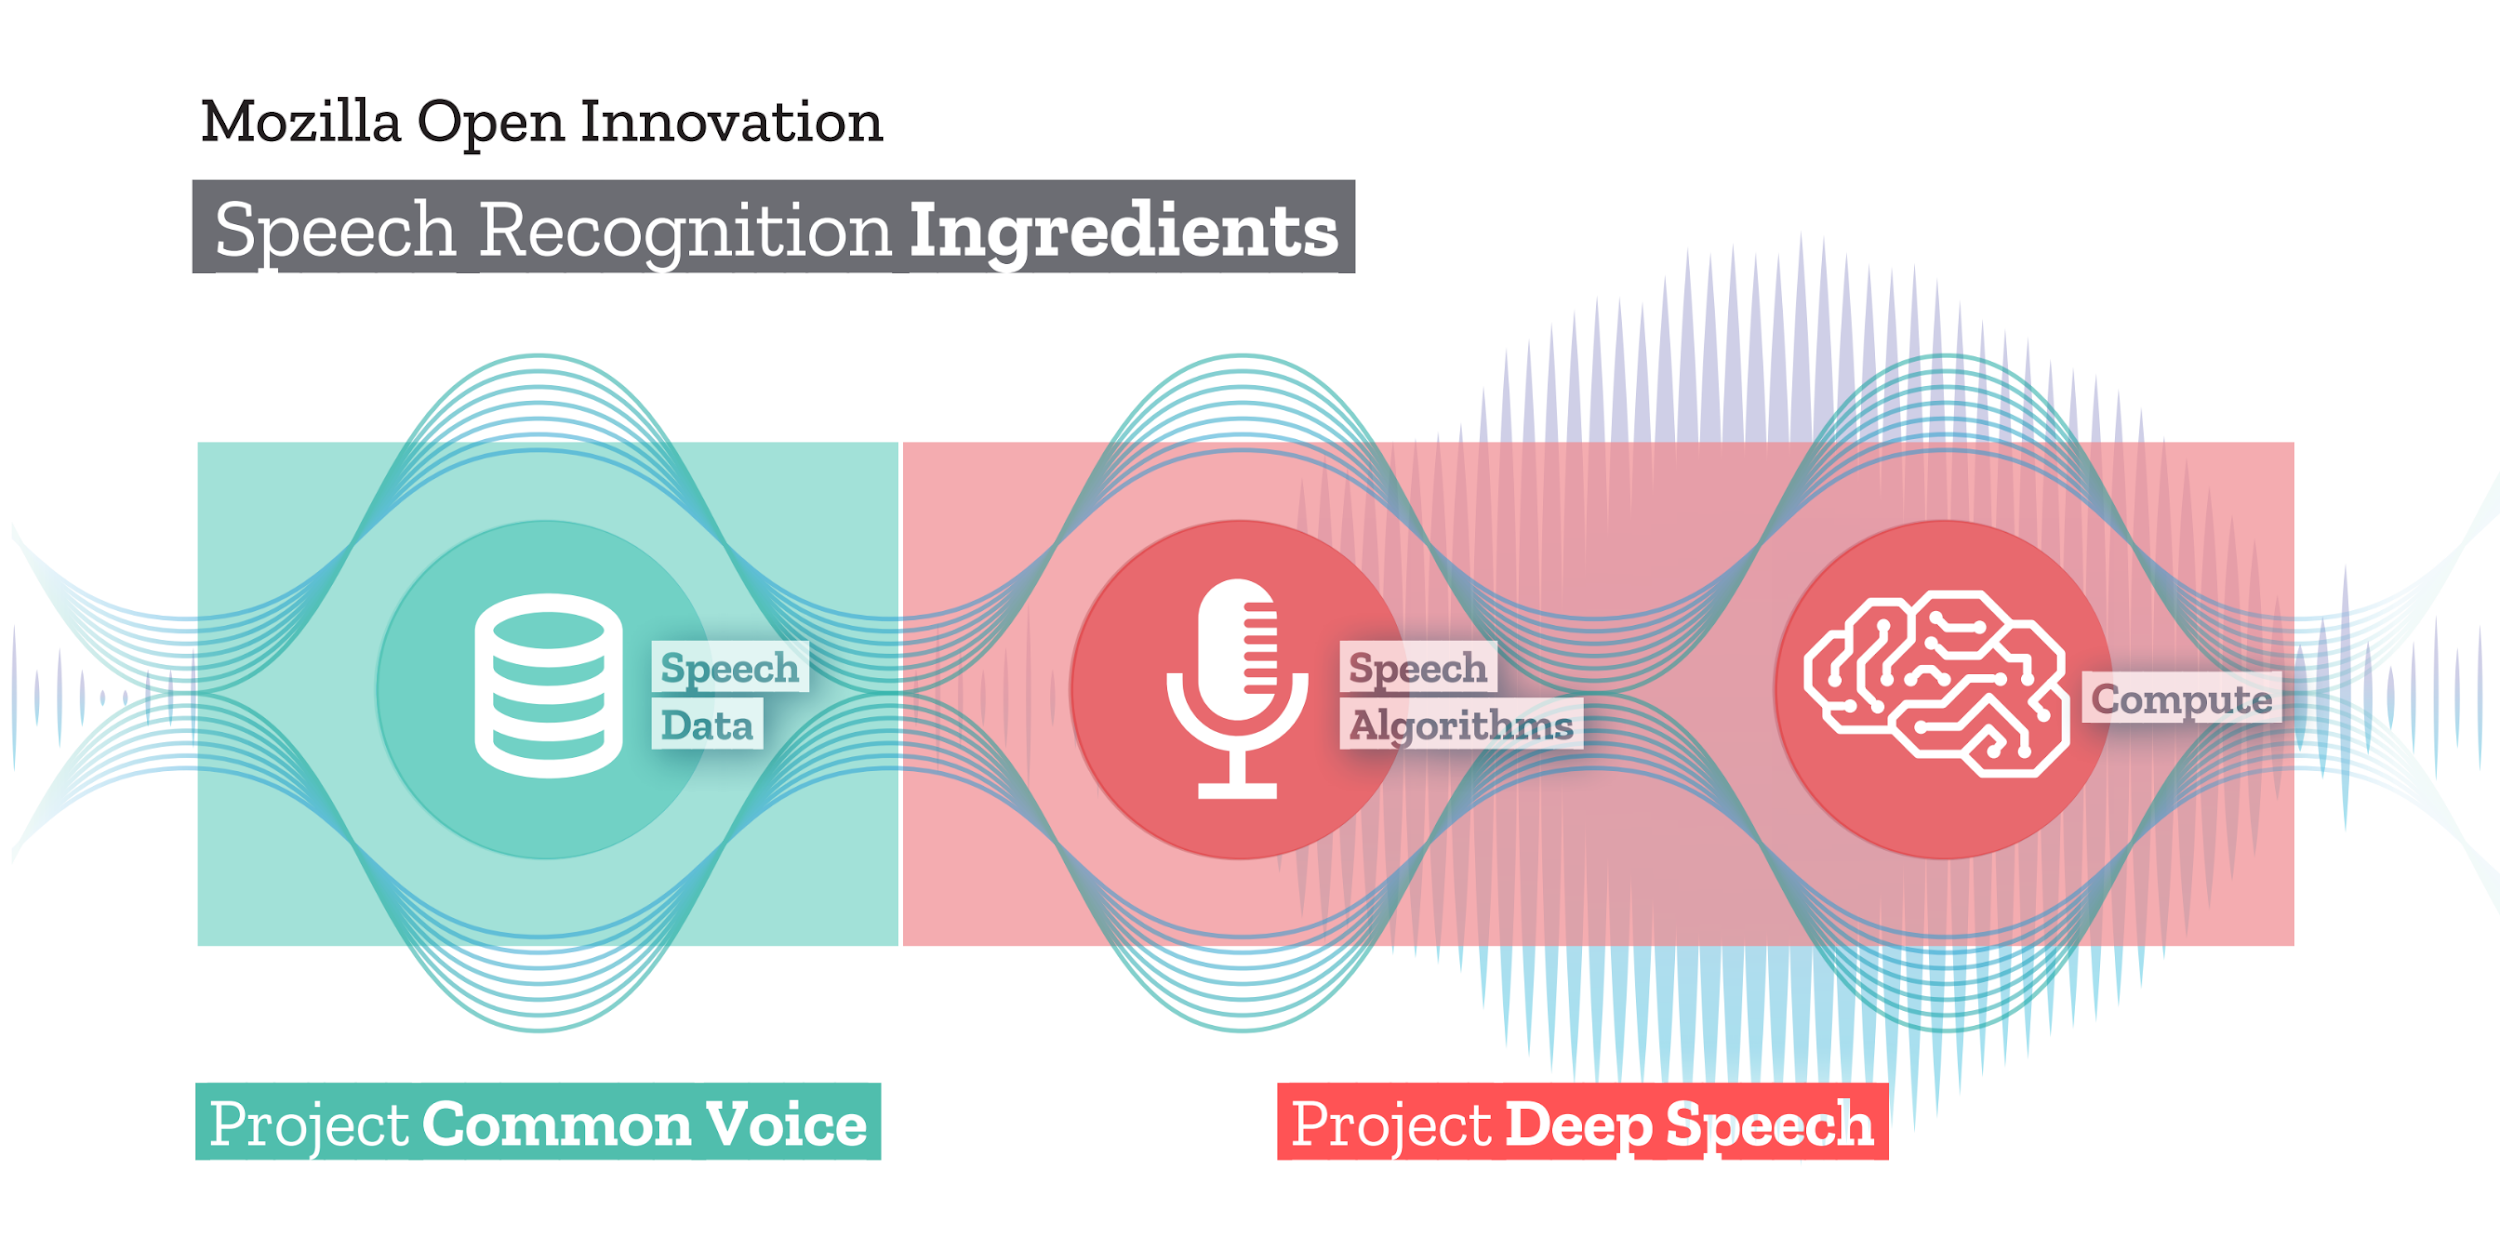 Mozilla Open Innovation
Speech Recognition Ingredients
Speech
Data
Speech
Algorithms
Compute
Project Common Voice
Project Deep Speech